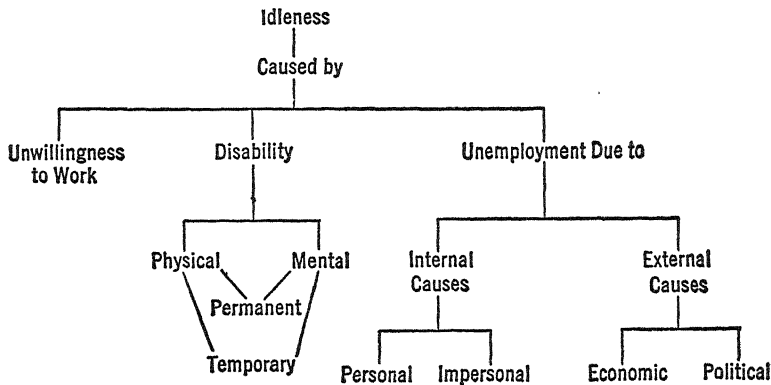 Idleness
Caused by
Unwillingness
to Work
Disability
Unemployment Due to
Physical
Mental
Permanent
Temporary
Internal
Causes
External
Causes
Personal
Impersonal
Economic
Political